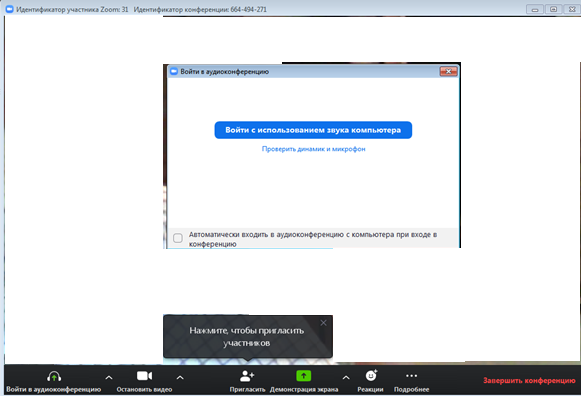 Идентификатор участника Zoom: 31 Идентификатор конференции: 664-494-271
Войти в аудиоконференцию
Войти с использованием звука компьютера
Проверить динамик и микрофон
Автоматически входить в аудиоконференцию с компьютера при входе в
конференцию
Нажмите, чтобы пригласить
участников
Войти в аудиоконференцию Остановить видео Пригласить Демонстрация экрана Реакции Подробнее Завершить конференцию